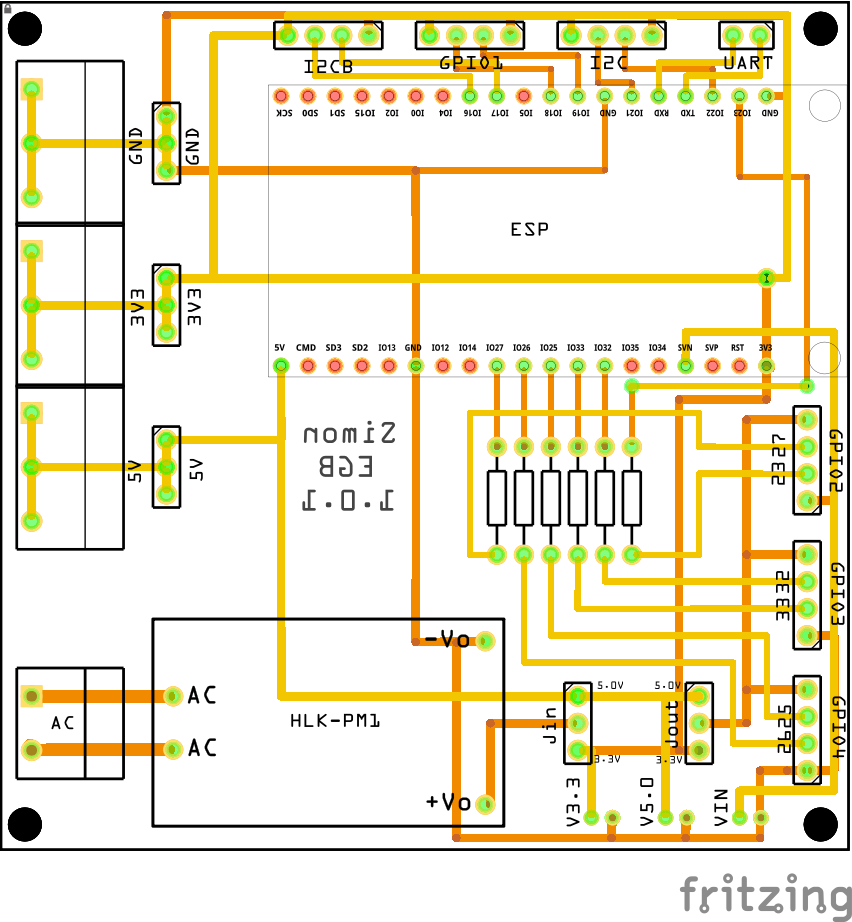 I2CB
GPIO1
I2C
UART
SCK
SD0
SD1
IO15
IO2
IO0
IO4
IO16
IO17
IO5
IO18
IO19
GND
IO21
RXD
TXD
IO22
IO23
GND
GND
GND
ESP
3V3
3V3
5V
CMD
SD3
SD2
IO13
GND
IO12
IO14
IO27
IO26
IO25
IO33
IO32
IO35
IO34
SVN
SVP
RST
3V3
Simon
EGB
1.0.1
5V
5V
2327
GPIO2
3332
GPIO3
-Vo
AC
AC
HLK-PM1
AC
+Vo
5.0V
5.0V
Jin
Jout
3.3V
3.3V
2625
GPIO4
V3.3
V5.0
VIN
fritzing